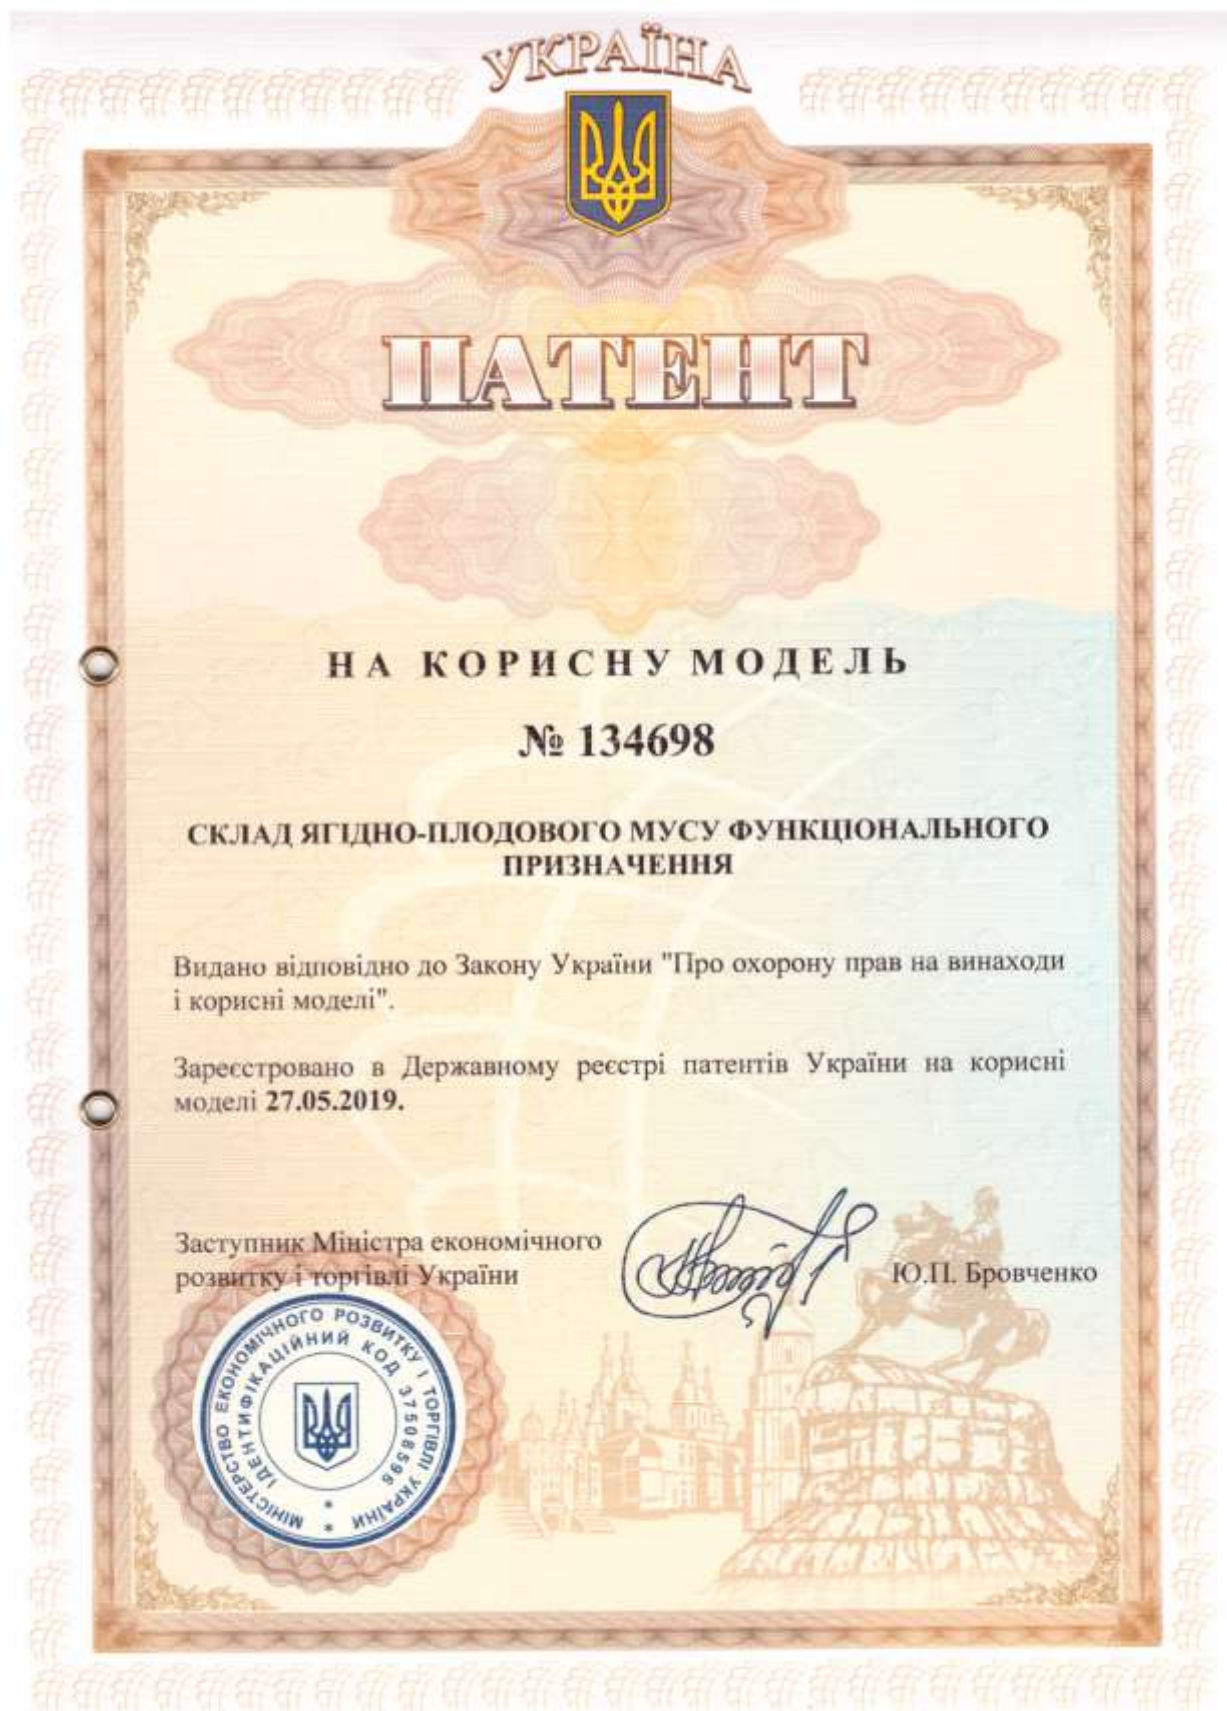 УКРАЇНА
ПАТЕНТ
НА КОРИСНУ МОДЕЛЬ
№ 134698
СКЛАД ЯГІДНО-ПЛОДОВОГО МУСУ ФУНКЦІОНАЛЬНОГО
ПРИЗНАЧЕННЯ
Видано відповідно до Закону України "Про охорону прав на винаходи
і корисні моделі".
Зареєстровано в Державному реєстрі патентів України на корисні
моделі 27.05.2019.
Заступник Міністра економічного
розвитку і торгівлі України
Ю.П. Бровченко
МІНІСТЕРСТВО ЕКОНОМІЧНОГО РОЗВИТКУ І ТОРГІВЛІ УКРАЇНИ *
ІДЕНТИФІКАЦІЙНИЙ КОД 37508596 *